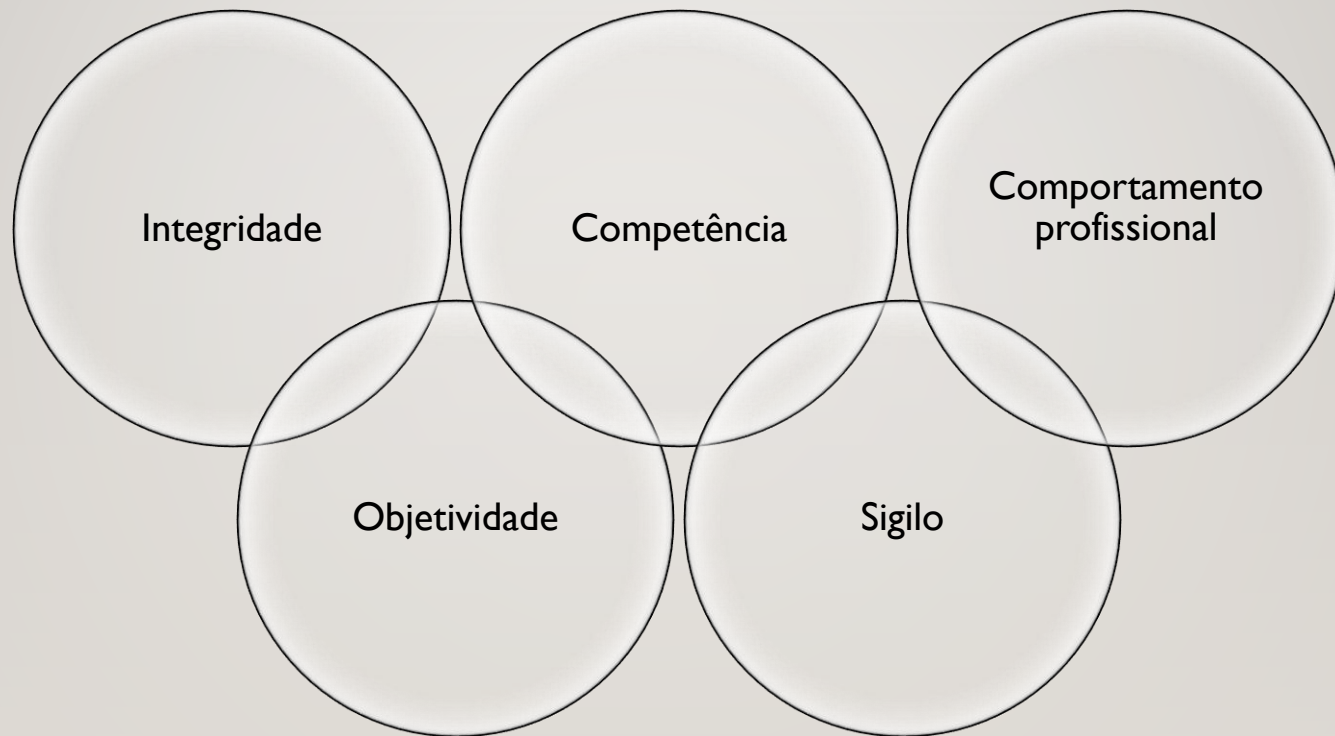 Integridade
Competência
Comportamento
profissional
Objetividade
Sigilo